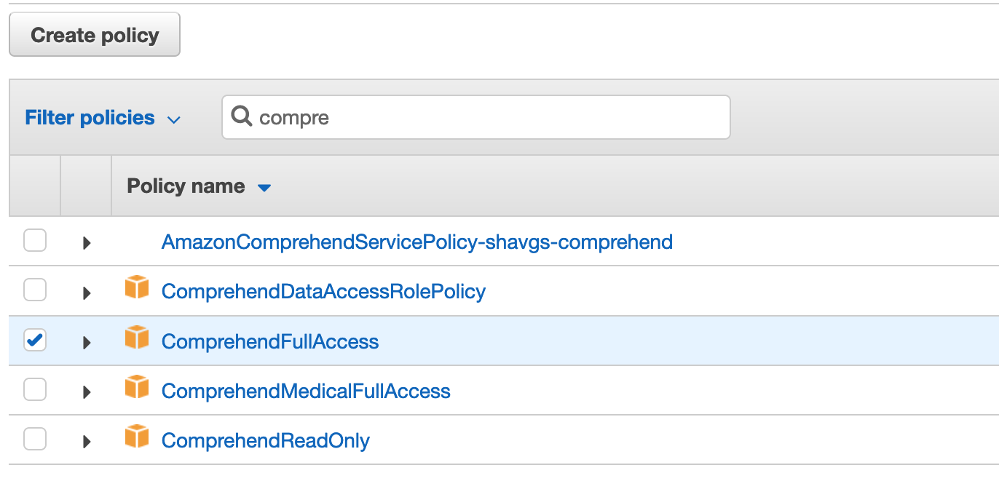 Create policy
Filter policies
compre
Policy name
AmazonComprehendServicePolicy-shavgs-comprehend
ComprehendDataAccessRolePolicy
ComprehendFullAccess
ComprehendMedicalFullAccess
ComprehendReadOnly